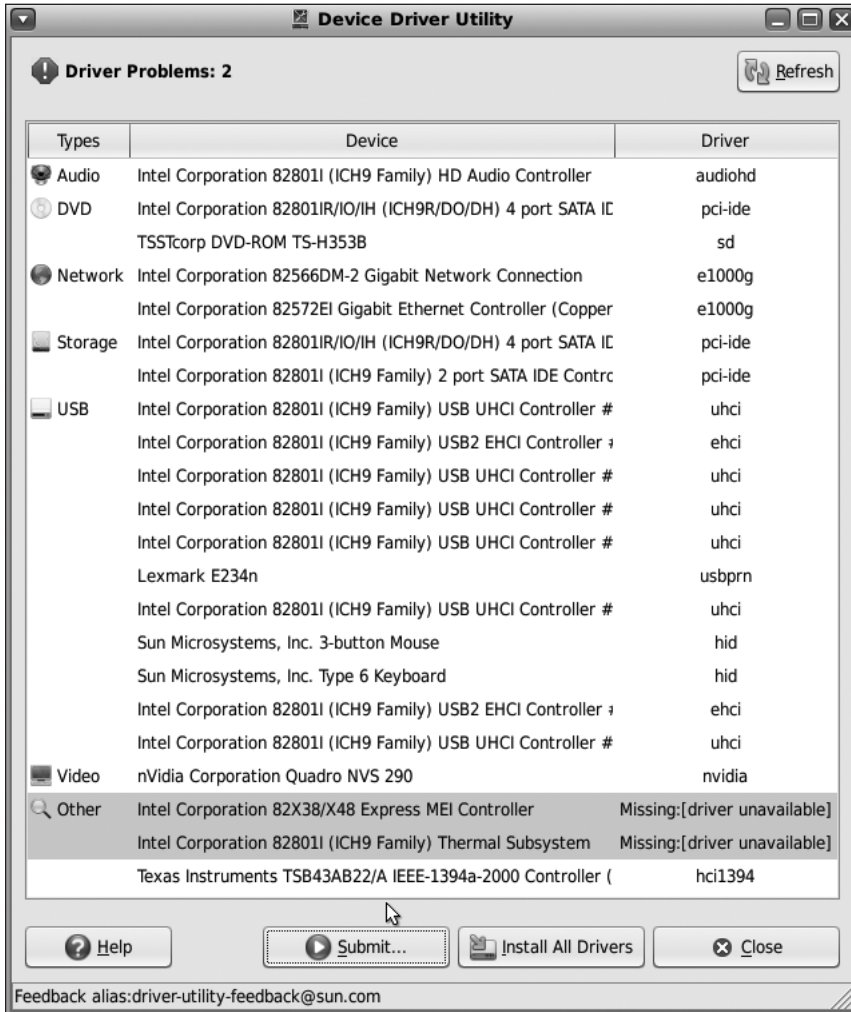 Device Driver Utility
Driver Problems: 2
Refresh
Types Device Driver
Audio Intel Corporation 82801I (ICH9 Family) HD Audio Controller audiohd
DVD Intel Corporation 82801IR/IO/IH (ICH9R/DO/DH) 4 port SATA ID pci-ide
TSSTcorp DVD-ROM TS-H353B sd
Network Intel Corporation 82566DM-2 Gigabit Network Connection e1000g
Intel Corporation 82572EI Gigabit Ethernet Controller (Copper e1000g
Storage Intel Corporation 82801IR/IO/IH (ICH9R/DO/DH) 4 port SATA ID pci-ide
Intel Corporation 82801I (ICH9 Family) 2 port SATA IDE Contrc pci-ide
USB Intel Corporation 82801I (ICH9 Family) USB UHCI Controller # uhci
Intel Corporation 82801I (ICH9 Family) USB2 EHCI Controller # ehci
Intel Corporation 82801I (ICH9 Family) USB UHCI Controller # uhci
Intel Corporation 82801I (ICH9 Family) USB UHCI Controller # uhci
Intel Corporation 82801I (ICH9 Family) USB UHCI Controller # uhci
Lexmark E234n usbprn
Intel Corporation 82801I (ICH9 Family) USB UHCI Controller # uhci
Sun Microsystems, Inc. 3-button Mouse hid
Sun Microsystems, Inc. Type 6 Keyboard hid
Intel Corporation 82801I (ICH9 Family) USB2 EHCI Controller # ehci
Intel Corporation 82801I (ICH9 Family) USB UHCI Controller # uhci
Video nVidia Corporation Quadro NVS 290 nvidia
Other Intel Corporation 82X38/X48 Express MEI Controller Missing:[driver unavailable]
Intel Corporation 82801I (ICH9 Family) Thermal Subsystem Missing:[driver unavailable]
Texas Instruments TSB43AB22/A IEEE-1394a-2000 Controller ( hci1394
Help Submit... Install All Drivers Close
Feedback alias:driver-utility-feedback@sun.com